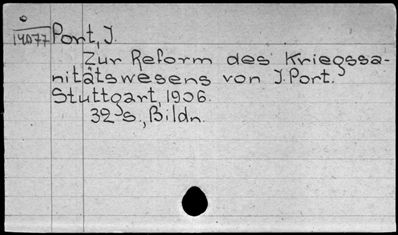 14077 Port, J.
Zur Reform des Kriegssa-
nitätswesens von J. Port.
Stuttgart, 1906.
32 s., Bildn.